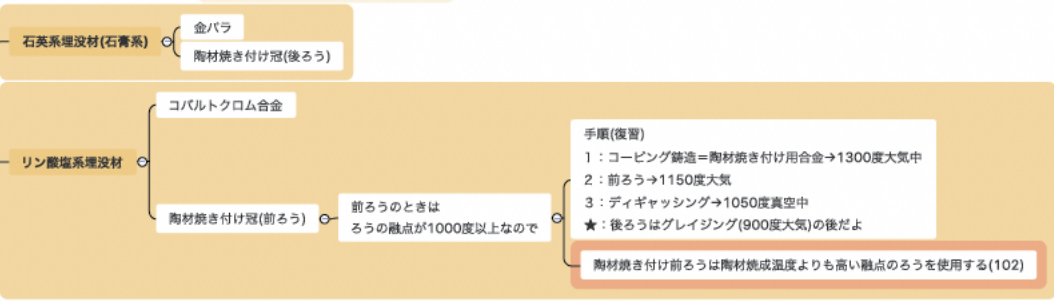 石英系埋没材(石膏系)
金パラ
陶材焼き付け冠(後ろう)
リン酸塩系埋没材
コバルトクロム合金
陶材焼き付け冠(前ろう)
前ろうのときは
ろうの融点が1000度以上なので
手順(復習)
1:コーピング鋳造=陶材焼き付け用合金→1300度大気中
2:前ろう→1150度大気
3:ディギャッシング→1050度真空中
★:後ろうはグレイジング(900度大気)の後だよ
陶材焼き付け前ろうは陶材焼成温度よりも高い融点のろうを使用する(102)